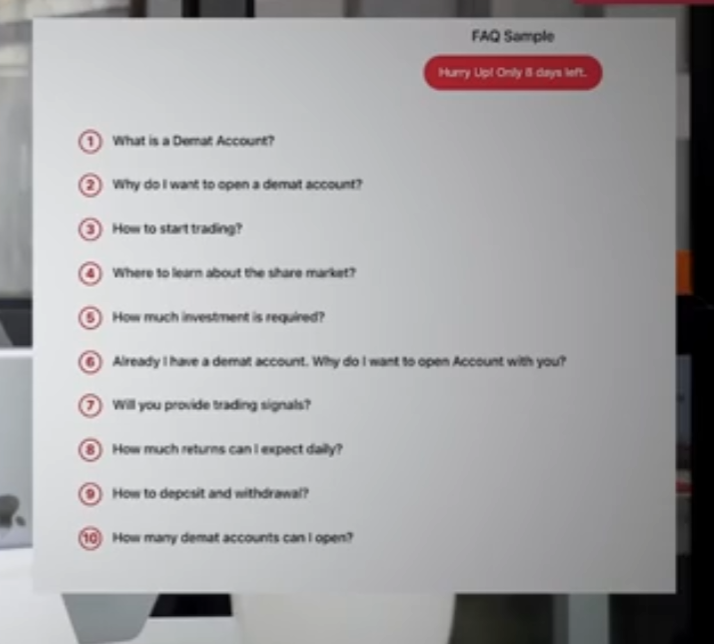 FAQ Sample
Hurry Up! Only 8 days left.
1 What is a Demat Account?
2 Why do I want to open a demat account?
3 How to start trading?
4 Where to learn about the share market?
5 How much investment is required?
6 Already I have a demat account. Why do I want to open Account with you?
7 Will you provide trading signals?
8 How much returns can I expect daily?
9 How to deposit and withdrawal?
10 How many demat accounts can I open?